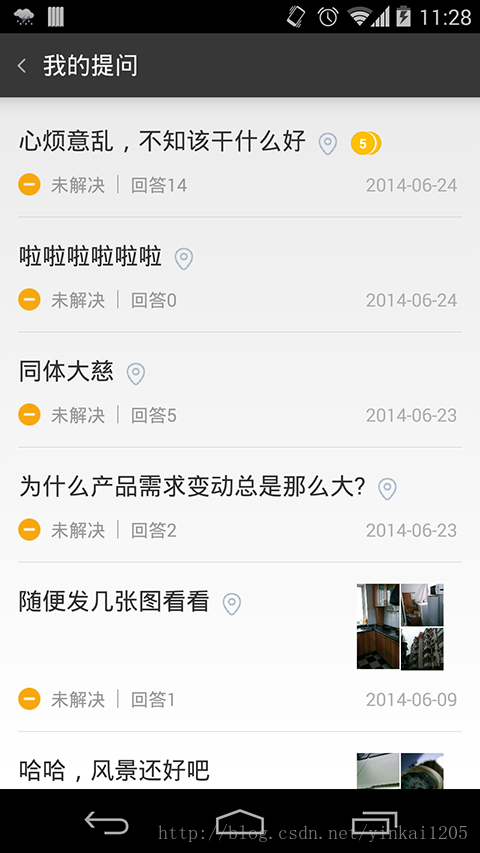 11:28
我的提问
心烦意乱，不知该干什么好 5
未解决 回答14 2014-06-24
啦啦啦啦啦啦
未解决 回答0 2014-06-24
同体大慈
未解决 回答5 2014-06-23
为什么产品需求变动总是那么大?
未解决 回答2 2014-06-23
随便发几张图看看
未解决 回答1 2014-06-09
哈哈，风景还好吧
http://blog.csdn.net/yinkai1205